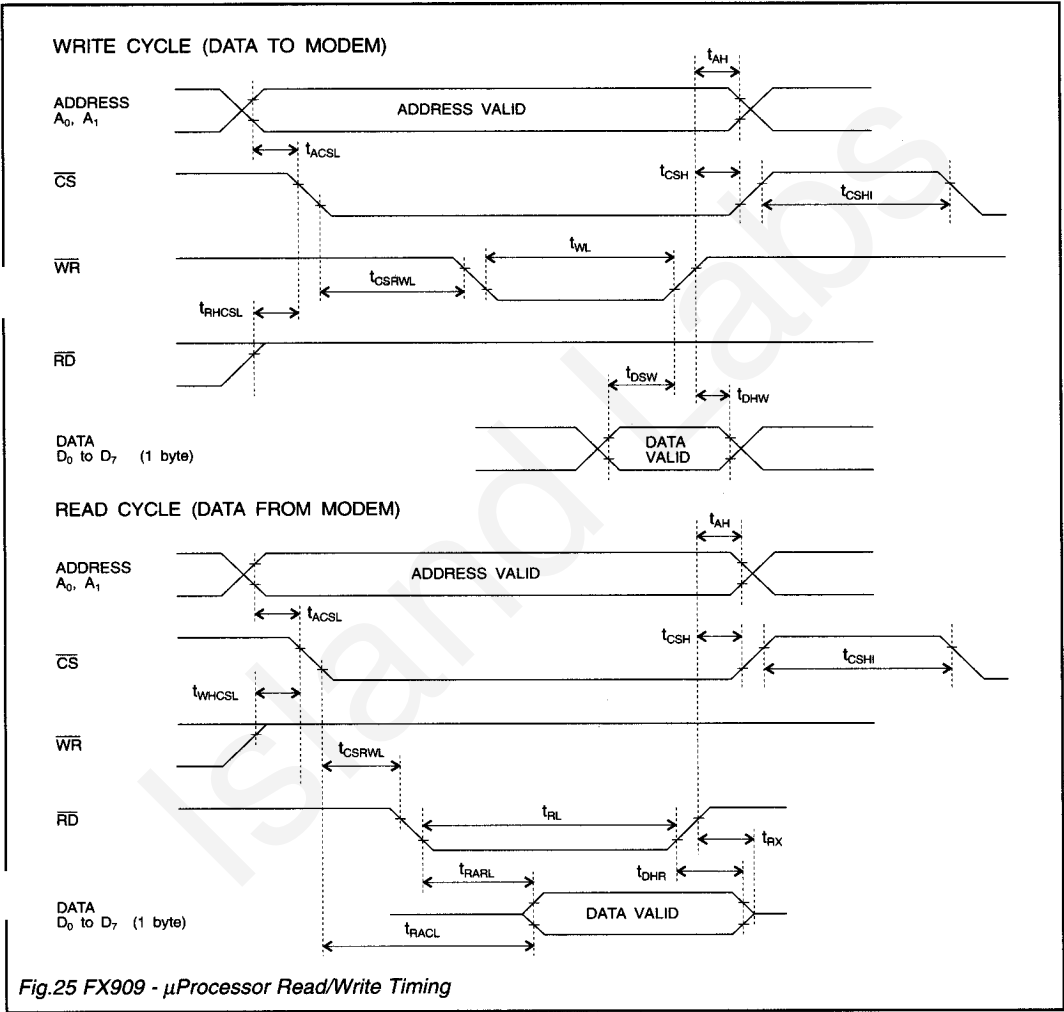 WRITE CYCLE (DATA TO MODEM)
tAH
ADDRESS
A0, A1
ADDRESS VALID
tACSL
CS
tCSH
tCSHI
WR
tWL
tCSRWL
tRHCSL
RD
tDSW
tDHW
DATA
D0 to D7 (1 byte)
DATA
VALID
READ CYCLE (DATA FROM MODEM)
tAH
ADDRESS
A0, A1
ADDRESS VALID
tACSL
CS
tCSH
tCSHI
tWHCSL
WR
tCSRWL
RD
tRL
tRX
tDHR
tRARL
DATA
D0 to D7 (1 byte)
DATA VALID
tRACL
Fig.25 FX909 - µProcessor Read/Write Timing
Island Labs